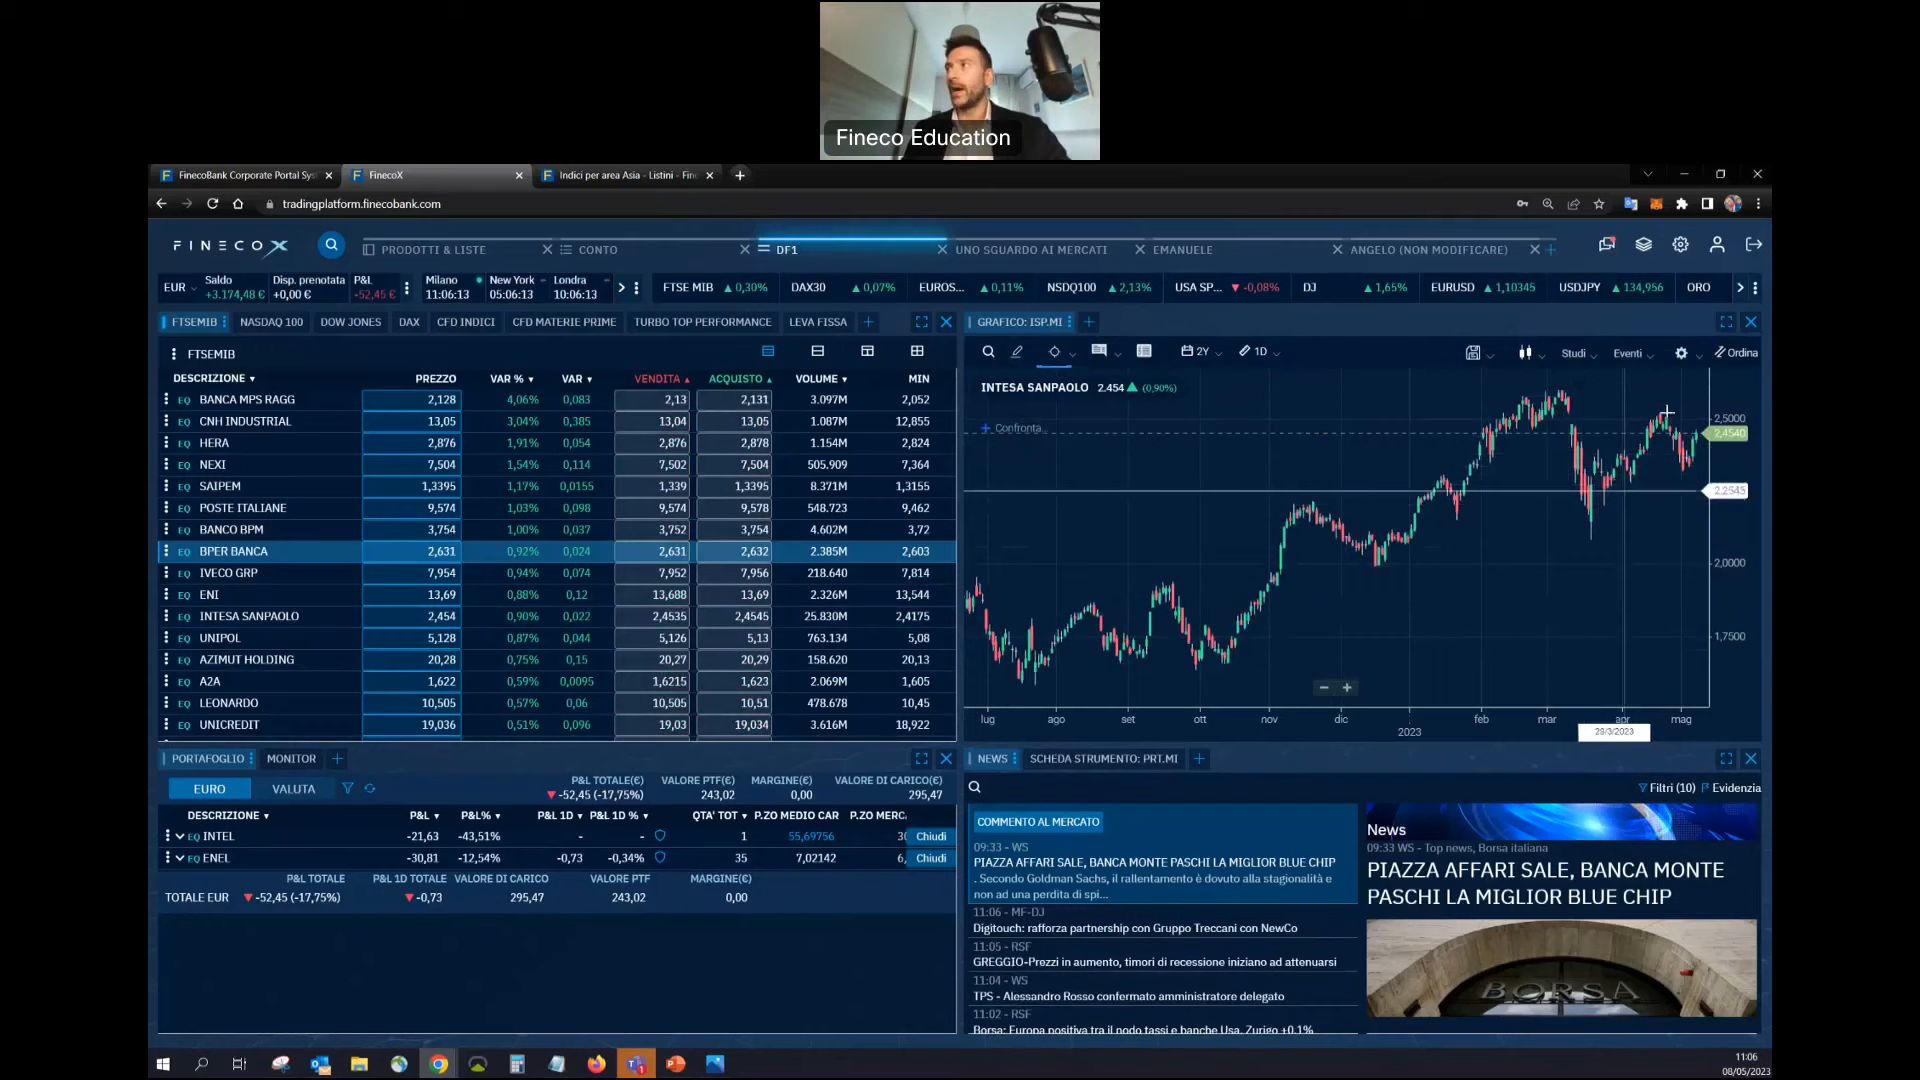 Fineco Education
FinecoBank Corporate Portal Sys
FinecoX
Indici per area Asia - Listini - Fin
tradingplatform.finecobank.com
FINECOX
PRODOTTI & LISTE
CONTO
DF1
UNO SGUARDO AI MERCATI
EMANUELE
ANGELO (NON MODIFICARE)
EUR
Saldo +3.174,48 €
Disp. prenotata +0,00 €
P&L -52,45 €
Milano 11:06:13
New York 05:06:13
Londra 10:06:13
FTSE MIB ▲ 0,30%
DAX30 ▲ 0,07%
EUROS... ▲ 0,11%
NSDQ100 ▲ 2,13%
USA SP... ▼ -0,08%
DJ ▲ 1,65%
EURUSD ▲ 1,10345
USDJPY ▲ 134,956
ORO
FTSEMIB NASDAQ 100 DOW JONES DAX CFD INDICI CFD MATERIE PRIME TURBO TOP PERFORMANCE LEVA FISSA
FTSEMIB
DESCRIZIONE PREZZO VAR % VAR VENDITA ACQUISTO VOLUME MIN
EQ BANCA MPS RAGG 2,128 4,06% 0,083 2,13 2,131 3.097M 2,052
EQ CNH INDUSTRIAL 13,05 3,04% 0,385 13,04 13,05 1.087M 12,855
EQ HERA 2,876 1,91% 0,054 2,876 2,878 1.154M 2,824
EQ NEXI 7,504 1,54% 0,114 7,502 7,504 505.909 7,364
EQ SAIPEM 1,3395 1,17% 0,0155 1,339 1,3395 8.371M 1,3155
EQ POSTE ITALIANE 9,574 1,03% 0,098 9,574 9,578 548.723 9,462
EQ BANCO BPM 3,754 1,00% 0,037 3,752 3,754 4.602M 3,72
EQ BPER BANCA 2,631 0,92% 0,024 2,631 2,632 2.385M 2,603
EQ IVECO GRP 7,954 0,94% 0,074 7,952 7,956 218.640 7,814
EQ ENI 13,69 0,88% 0,12 13,688 13,69 2.326M 13,544
EQ INTESA SANPAOLO 2,454 0,90% 0,022 2,4535 2,4545 25.830M 2,4175
EQ UNIPOL 5,128 0,87% 0,044 5,126 5,13 763.134 5,08
EQ AZIMUT HOLDING 20,28 0,75% 0,15 20,27 20,29 158.620 20,13
EQ A2A 1,622 0,59% 0,0095 1,6215 1,623 2.069M 1,605
EQ LEONARDO 10,505 0,57% 0,06 10,505 10,51 478.678 10,45
EQ UNICREDIT 19,036 0,51% 0,096 19,03 19,034 3.616M 18,922
GRAFICO: ISP.MI
2Y 1D Studi Eventi Ordina
INTESA SANPAOLO 2.454 ▲ (0,90%)
Confronta...
2,5000
2,4540
2,2545
2,0000
1,7500
lug ago set ott nov dic 2023 feb mar apr mag
29/3/2023
PORTAFOGLIO MONITOR
EURO VALUTA
P&L TOTALE(€) VALORE PTF(€) MARGINE(€) VALORE DI CARICO(€)
▼ -52,45 (-17,75%) 243,02 0,00 295,47
DESCRIZIONE P&L P&L% P&L 1D P&L 1D % QTA' TOT P.ZO MEDIO CAR P.ZO MERC.
EQ INTEL -21,63 -43,51% - - 1 55,69756 Chiudi
EQ ENEL -30,81 -12,54% -0,73 -0,34% 35 7,02142 Chiudi
P&L TOTALE P&L 1D TOTALE VALORE DI CARICO VALORE PTF MARGINE(€)
TOTALE EUR ▼ -52,45 (-17,75%) ▼ -0,73 295,47 243,02 0,00
NEWS SCHEDA STRUMENTO: PRT.MI
Filtri (10) Evidenzia
COMMENTO AL MERCATO
09:33 - WS
PIAZZA AFFARI SALE, BANCA MONTE PASCHI LA MIGLIOR BLUE CHIP
. Secondo Goldman Sachs, il rallentamento è dovuto alla stagionalità e
non ad una perdita di spi...
11:06 - MF-DJ
Digitouch: rafforza partnership con Gruppo Treccani con NewCo
11:05 - RSF
GREGGIO-Prezzi in aumento, timori di recessione iniziano ad attenuarsi
11:04 - WS
TPS - Alessandro Rosso confermato amministratore delegato
11:02 - RSF
Borsa: Europa positiva tra il nodo tassi e banche Usa, Zurigo +0,1%
News
09:33 WS - Top news, Borsa italiana
PIAZZA AFFARI SALE, BANCA MONTE
PASCHI LA MIGLIOR BLUE CHIP
BORSA
11:06
08/05/2023